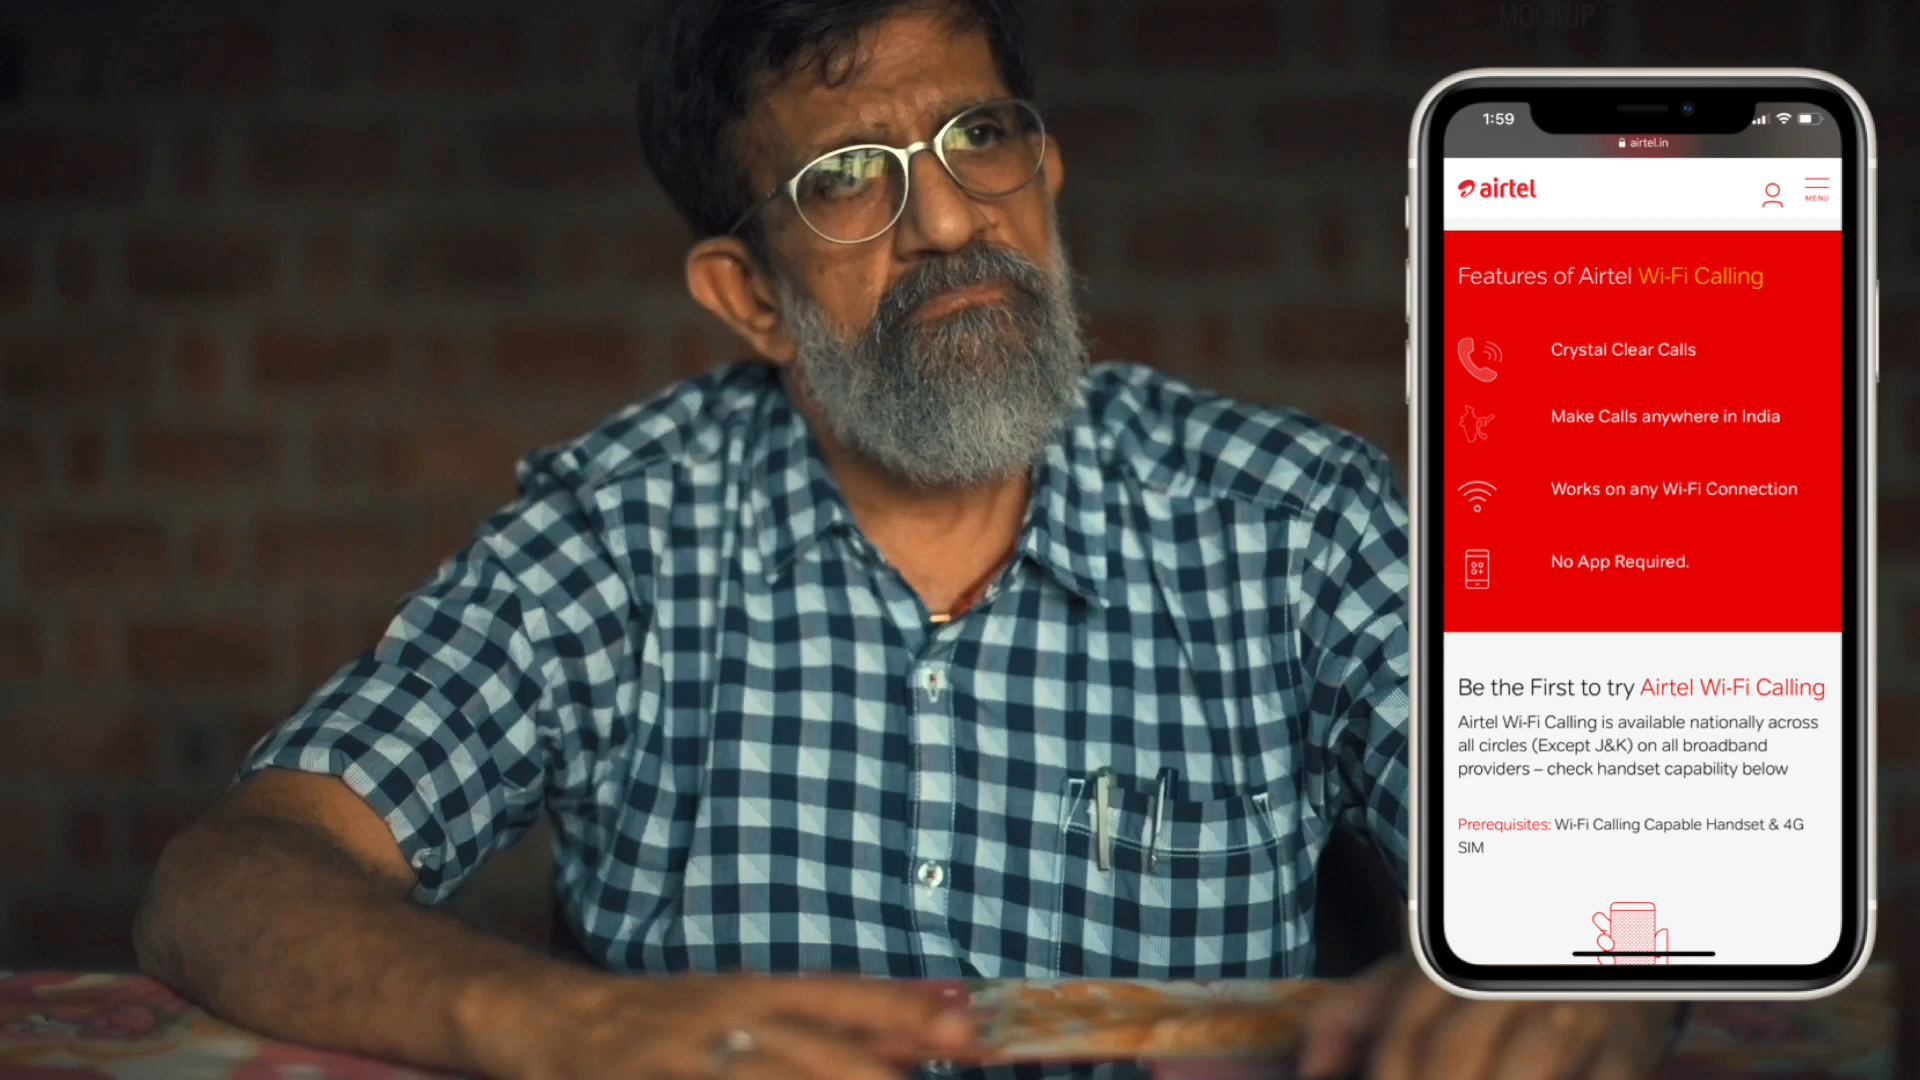 MOCKUP
1:59
airtel.in
airtel
MENU
Features of Airtel Wi-Fi Calling
Crystal Clear Calls
Make Calls anywhere in India
Works on any Wi-Fi Connection
No App Required.
Be the First to try Airtel Wi-Fi Calling
Airtel Wi-Fi Calling is available nationally across
all circles (Except J&K) on all broadband
providers – check handset capability below
Prerequisites: Wi-Fi Calling Capable Handset & 4G
SIM